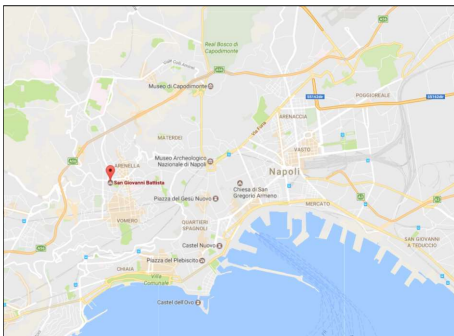 Real Bosco di
Capodimonte
Museo di Capodimonte
POGGIOREALE
ARENACCIA
MATERDEI
VASTO
Museo Archeologico
Nazionale di Napoli
ARENELLA
San Giovanni Battista
Napoli
Chiesa di San
Gregorio Armeno
Piazza del Gesù Nuovo
MERCATO
VOMERO
QUARTIERI
SPAGNOLI
Castel Nuovo
SAN GIOVANNI
A TEDUCCIO
Piazza del Plebiscito
CHIAIA
Villa
Comunale
Castel dell'Ovo